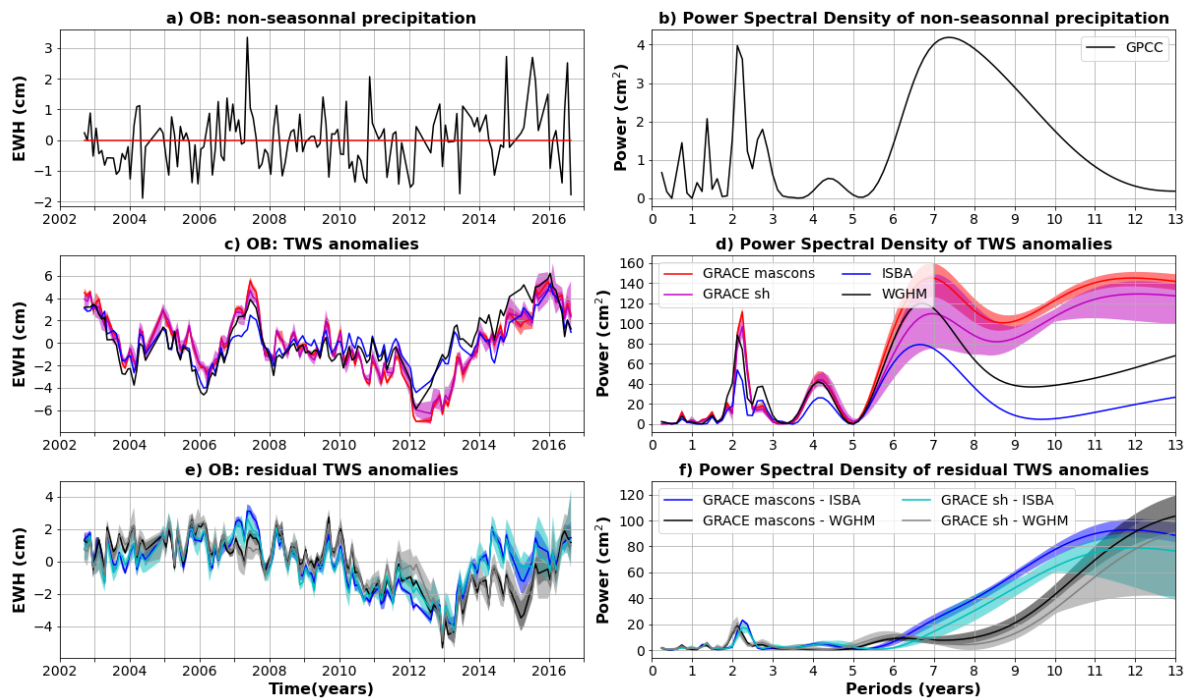 a) OB: non-seasonnal precipitation
EWH (cm)
3
2
1
0
−1
−2
2002 2004 2006 2008 2010 2012 2014 2016
b) Power Spectral Density of non-seasonnal precipitation
Power (cm²)
4
2
1
0
GPCC
0 1 2 3 4 5 6 7 8 9 10 11 12 13
c) OB: TWS anomalies
EWH (cm)
6
4
2
0
−2
−4
−6
2002 2004 2006 2008 2010 2012 2014 2016
d) Power Spectral Density of TWS anomalies
Power (cm²)
160
140
120
100
80
60
40
20
0
GRACE mascons ISBA
GRACE sh WGHM
0 1 2 3 4 5 6 7 8 9 10 11 12 13
e) OB: residual TWS anomalies
EWH (cm)
4
2
0
−2
−4
2002 2004 2006 2008 2010 2012 2014 2016
Time(years)
f) Power Spectral Density of residual TWS anomalies
Power (cm²)
120
100
80
60
40
20
0
GRACE mascons - ISBA GRACE sh - ISBA
GRACE mascons - WGHM GRACE sh - WGHM
0 1 2 3 4 5 6 7 8 9 10 11 12 13
Periods (years)